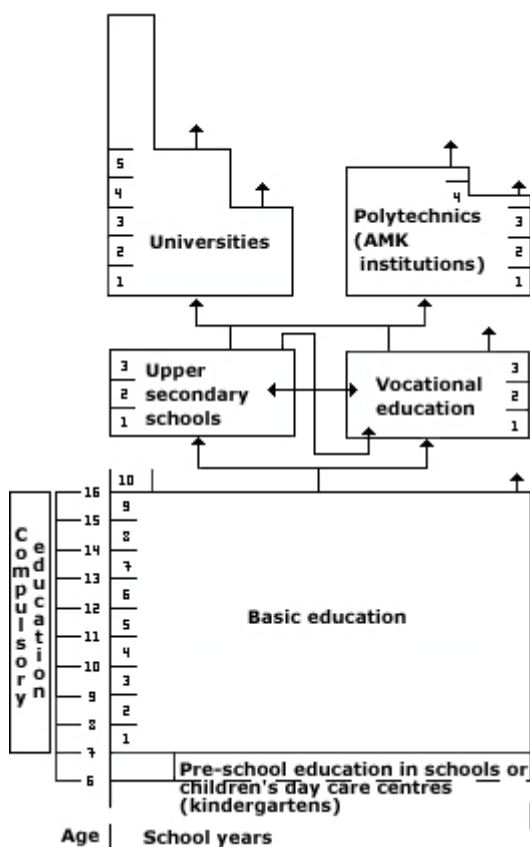 5
4
3
2
1
Universities
4
3
2
1
Polytechnics
(AMK
institutions)
3
2
1
Upper
secondary
schools
Vocational
education
3
2
1
10
9
8
7
6
5
4
3
2
1
16
15
14
13
12
11
10
9
8
7
6
Compulsory
education
Basic education
Pre-school education in schools or
children's day care centres
(kindergartens)
Age
School years